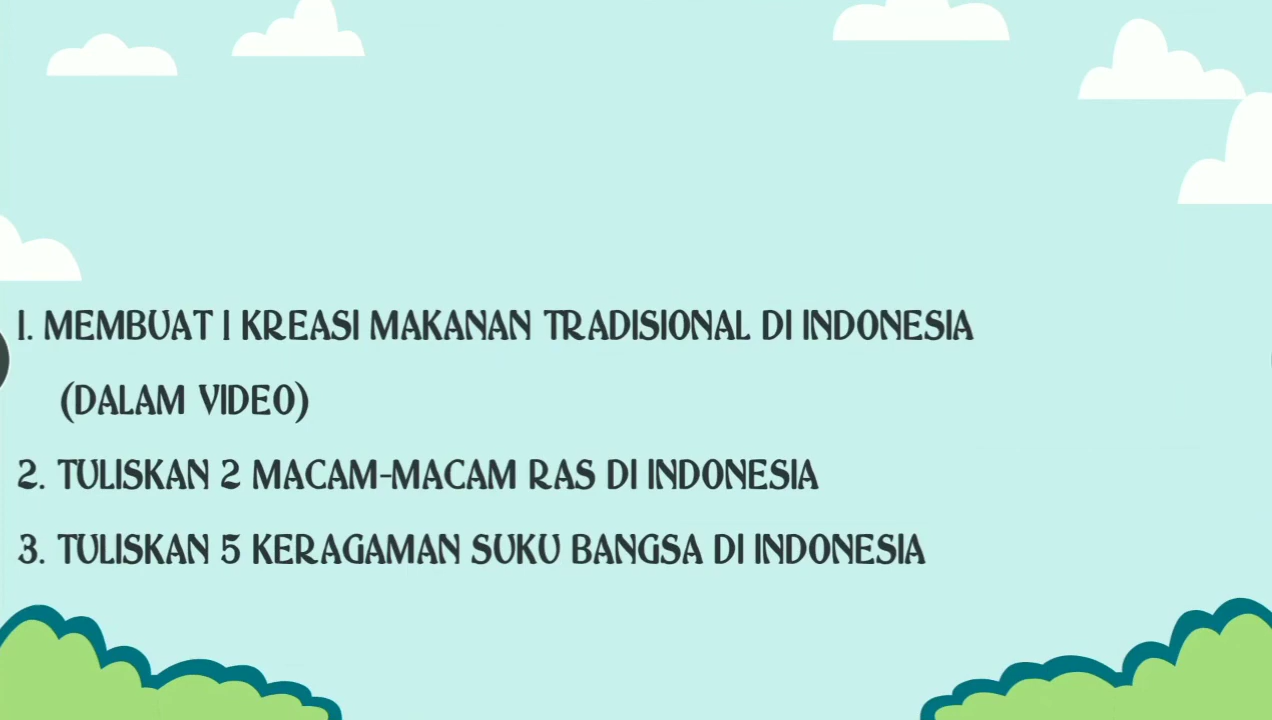 1. MEMBUAT 1 KREASI MAKANAN TRADISIONAL DI INDONESIA
(DALAM VIDEO)
2. TULISKAN 2 MACAM-MACAM RAS DI INDONESIA
3. TULISKAN 5 KERAGAMAN SUKU BANGSA DI INDONESIA